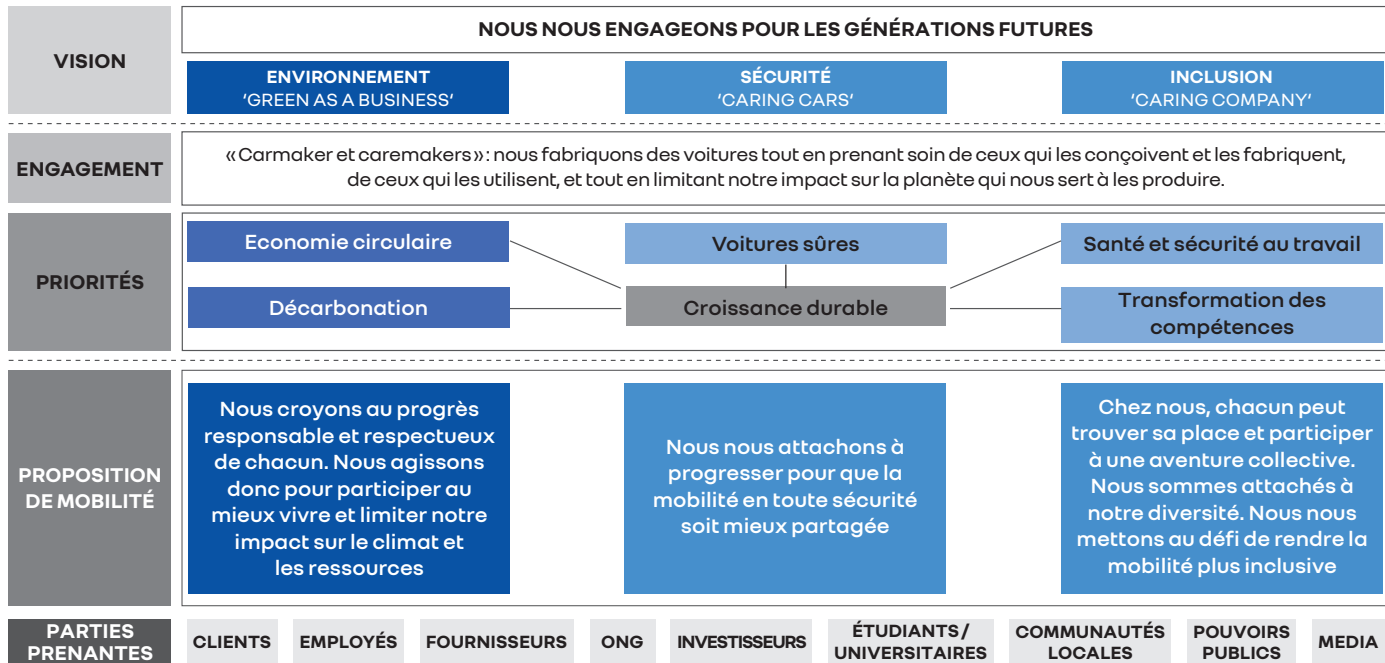 VISION
NOUS NOUS ENGAGEONS POUR LES GÉNÉRATIONS FUTURES
ENVIRONNEMENT
‘GREEN AS A BUSINESS‘
SÉCURITÉ
‘CARING CARS’
INCLUSION
‘CARING COMPANY‘
ENGAGEMENT
«Carmaker et caremakers»: nous fabriquons des voitures tout en prenant soin de ceux qui les conçoivent et les fabriquent,
de ceux qui les utilisent, et tout en limitant notre impact sur la planète qui nous sert à les produire.
PRIORITÉS
Economie circulaire
Voitures sûres
Santé et sécurité au travail
Décarbonation
Croissance durable
Transformation des
compétences
PROPOSITION
DE MOBILITÉ
Nous croyons au progrès
responsable et respectueux
de chacun. Nous agissons
donc pour participer au
mieux vivre et limiter notre
impact sur le climat et
les ressources
Nous nous attachons à
progresser pour que la
mobilité en toute sécurité
soit mieux partagée
Chez nous, chacun peut
trouver sa place et participer
à une aventure collective.
Nous sommes attachés à
notre diversité. Nous nous
mettons au défi de rendre la
mobilité plus inclusive
PARTIES
PRENANTES
CLIENTS
EMPLOYÉS
FOURNISSEURS
ONG
INVESTISSEURS
ÉTUDIANTS/
UNIVERSITAIRES
COMMUNAUTÉS
LOCALES
POUVOIRS
PUBLICS
MEDIA